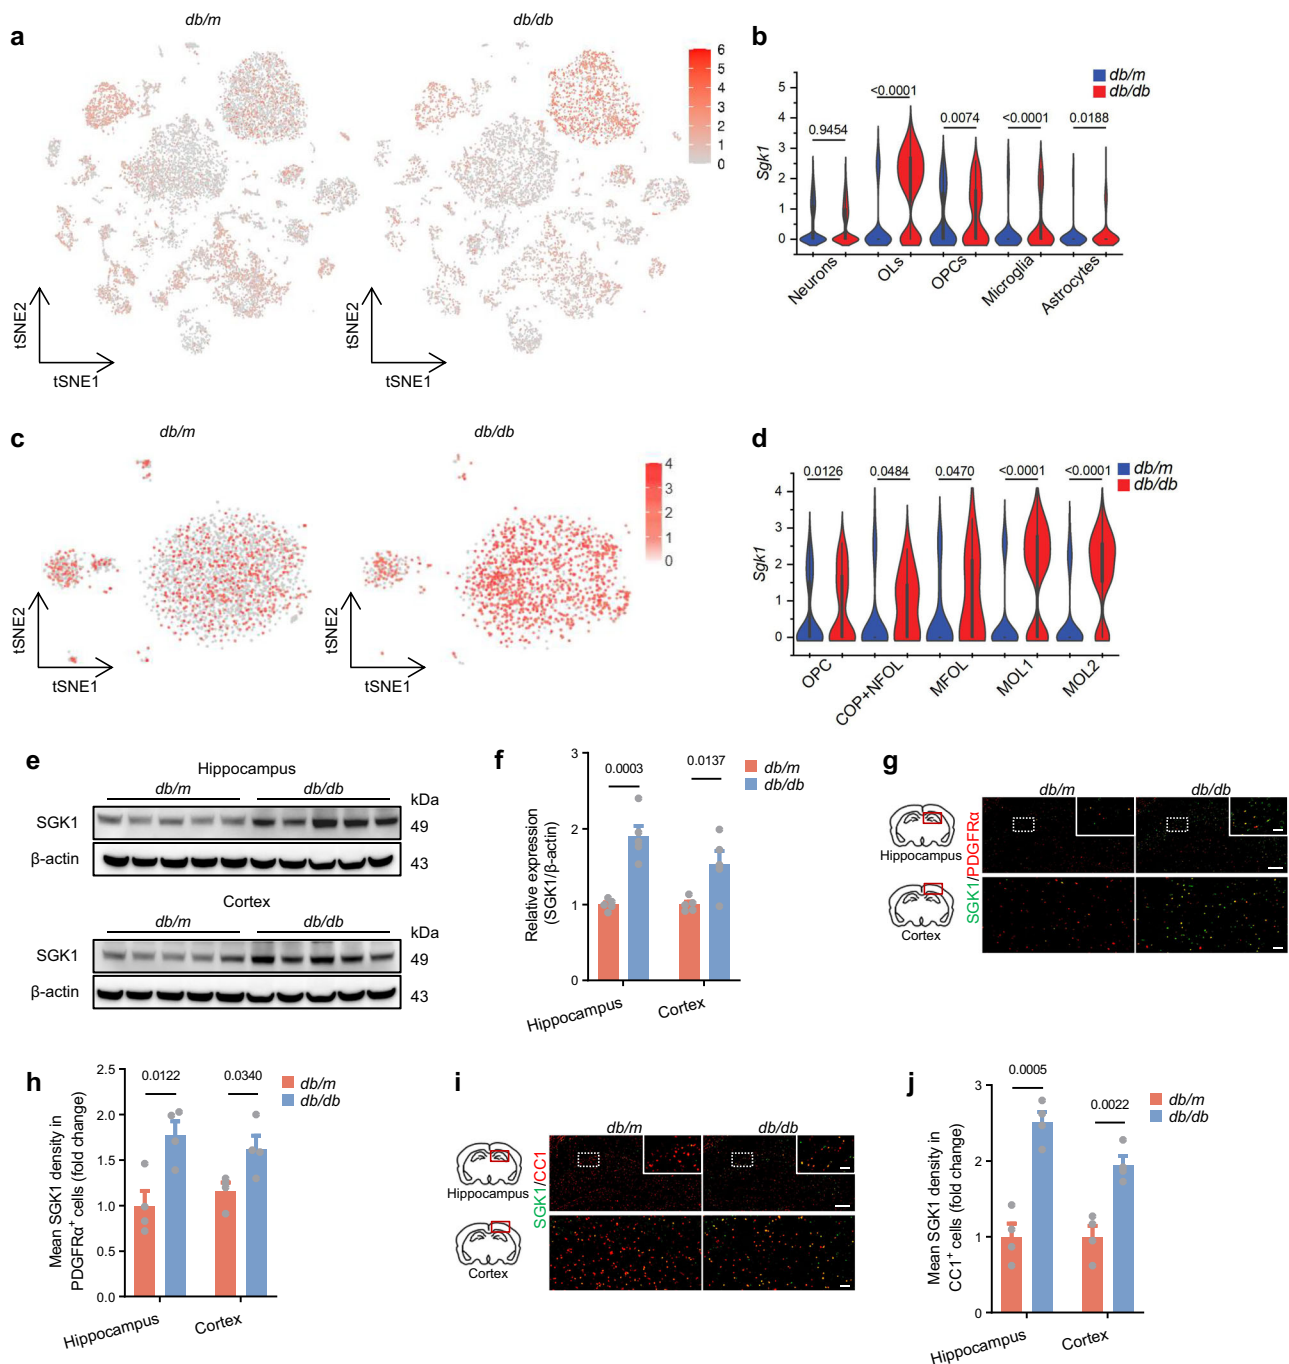 a
db/m
db/db
6
5
4
3
2
1
0
tSNE2
tSNE1
tSNE2
tSNE1
b
db/m
db/db
Sgk1
5
4
3
2
1
0
0.9454
<0.0001
0.0074
<0.0001
0.0188
Neurons
OLs
OPCs
Microglia
Astrocytes
c
db/m
db/db
4
3
2
1
0
tSNE2
tSNE1
tSNE2
tSNE1
d
db/m
db/db
Sgk1
4
3
2
1
0
0.0126
0.0484
0.0470
<0.0001
<0.0001
OPC
COP+NFOL
MFOL
MOL1
MOL2
e
Hippocampus
db/m
db/db
kDa
SGK1
49
β-actin
43
Cortex
db/m
db/db
kDa
SGK1
49
β-actin
43
f
Relative expression
(SGK1/β-actin)
3
2
1
0
0.0003
0.0137
db/m
db/db
Hippocampus
Cortex
g
db/m
db/db
Hippocampus
Cortex
SGK1/PDGFRα
h
Mean SGK1 density in
PDGFRα+ cells (fold change)
2.5
2.0
1.5
1.0
0.5
0.0
0.0122
0.0340
db/m
db/db
Hippocampus
Cortex
i
db/m
db/db
Hippocampus
Cortex
SGK1/CC1
j
Mean SGK1 density in
CC1+ cells (fold change)
3
2
1
0
0.0005
0.0022
db/m
db/db
Hippocampus
Cortex